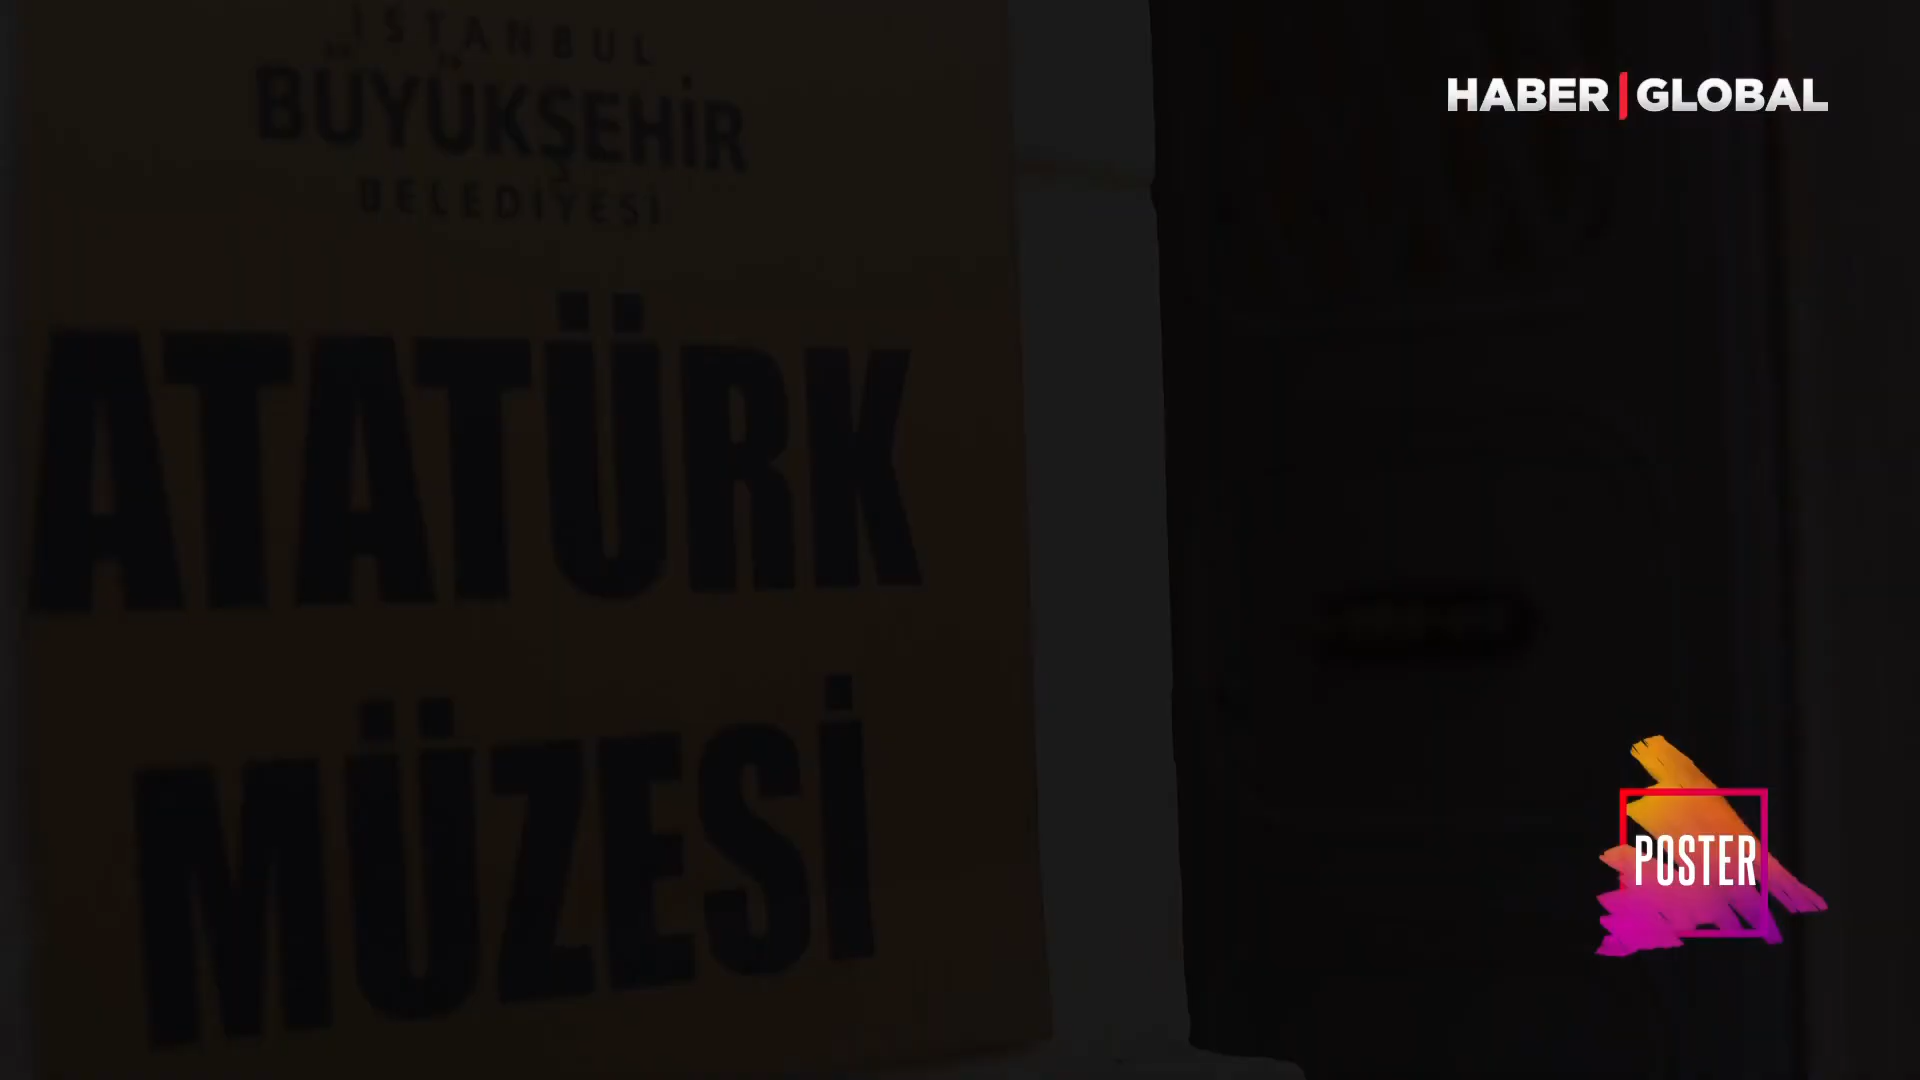 İSTANBUL
BÜYÜKŞEHİR
BELEDİYESİ
HABER|GLOBAL
ATATÜRK
MÜZESİ
POSTER